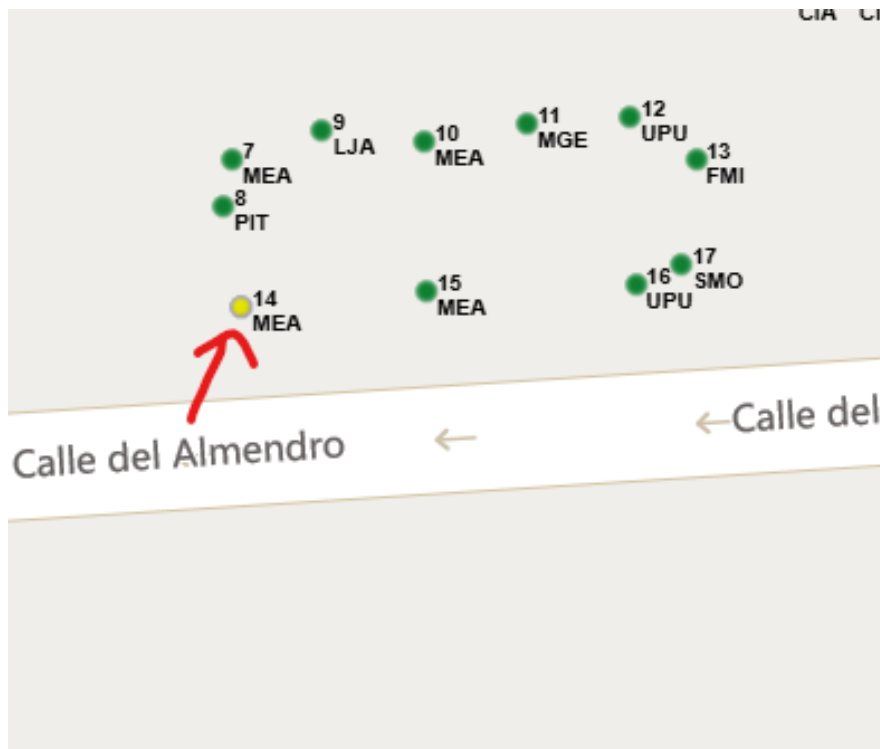 CIA
12
UPU
11
MGE
9
LJA
10
MEA
7
MEA
13
FMI
8
PIT
17
SMO
16
UPU
15
MEA
14
MEA
Calle del
Calle del Almendro